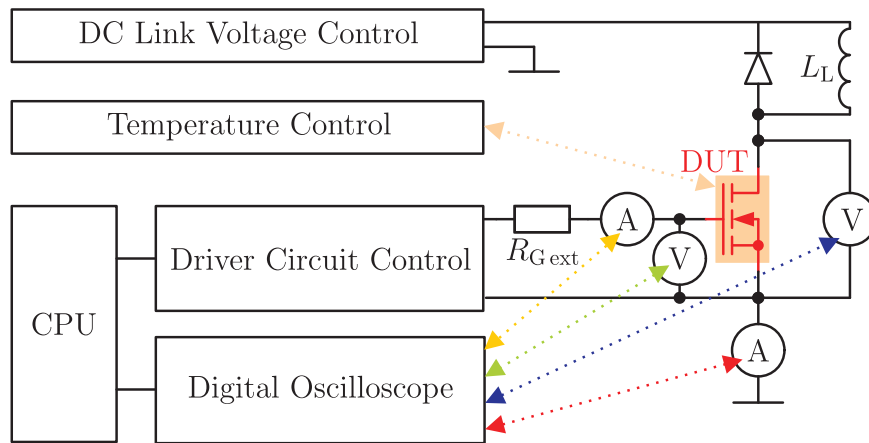 DC Link Voltage Control
L_L
Temperature Control
DUT
A
V
R_G ext
V
Driver Circuit Control
CPU
A
Digital Oscilloscope